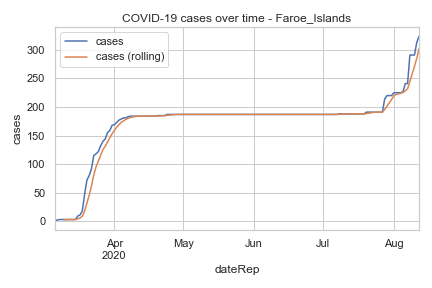 COVID-19 cases over time - Faroe_Islands
cases
cases (rolling)
300
250
200
150
100
50
0
cases
Apr May Jun Jul Aug
2020
dateRep